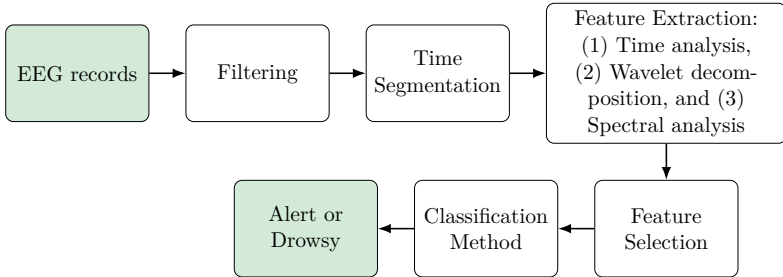 EEG records
Filtering
Time
Segmentation
Feature Extraction:
(1) Time analysis,
(2) Wavelet decom-
position, and (3)
Spectral analysis
Feature
Selection
Classification
Method
Alert or
Drowsy